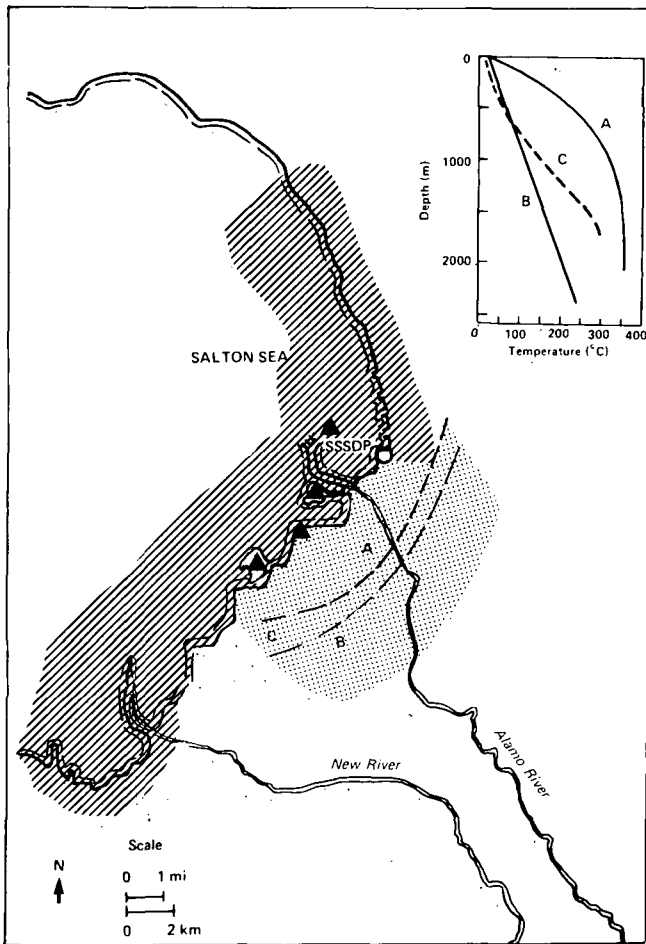 0
1000
2000
Depth (m)
A
C
B
0 100 200 300 400
Temperature (°C)
SALTON SEA
SSSDP
A
C
B
New River
Alamo River
N
Scale
0 1 mi
0 2 km